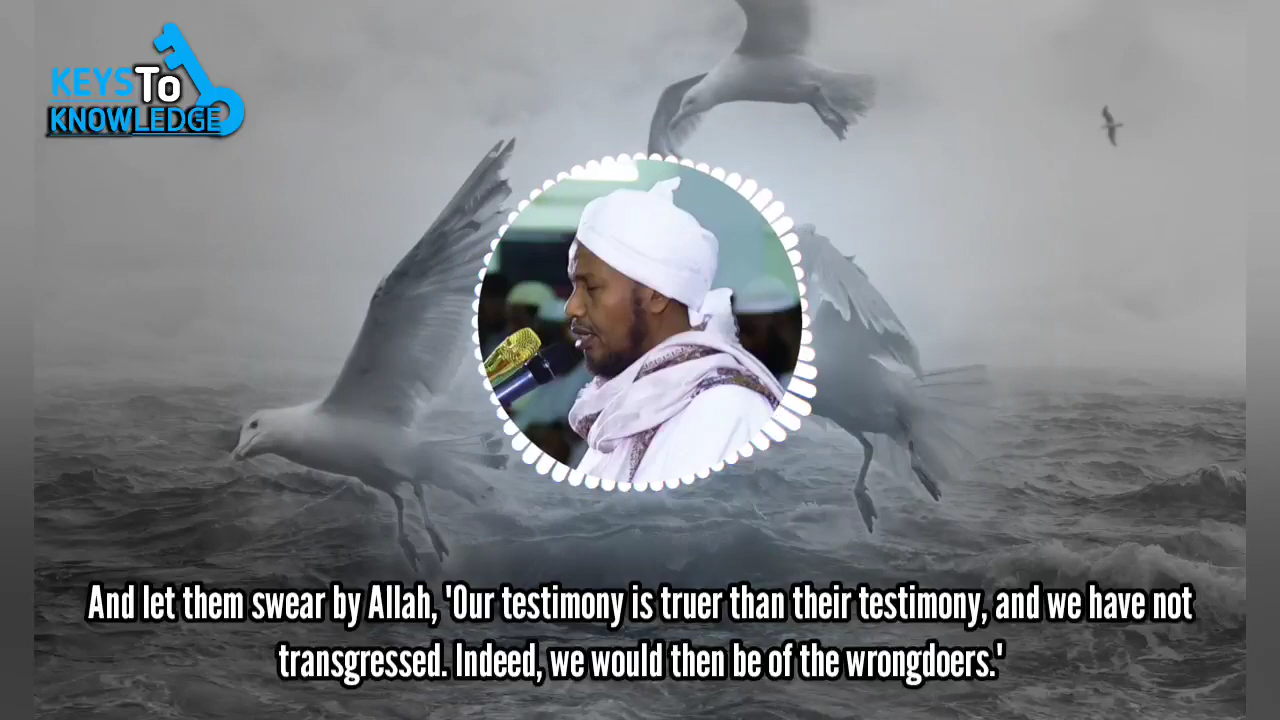 KEYS To
KNOWLEDGE
And let them swear by Allah, 'Our testimony is truer than their testimony, and we have not
transgressed. Indeed, we would then be of the wrongdoers.'